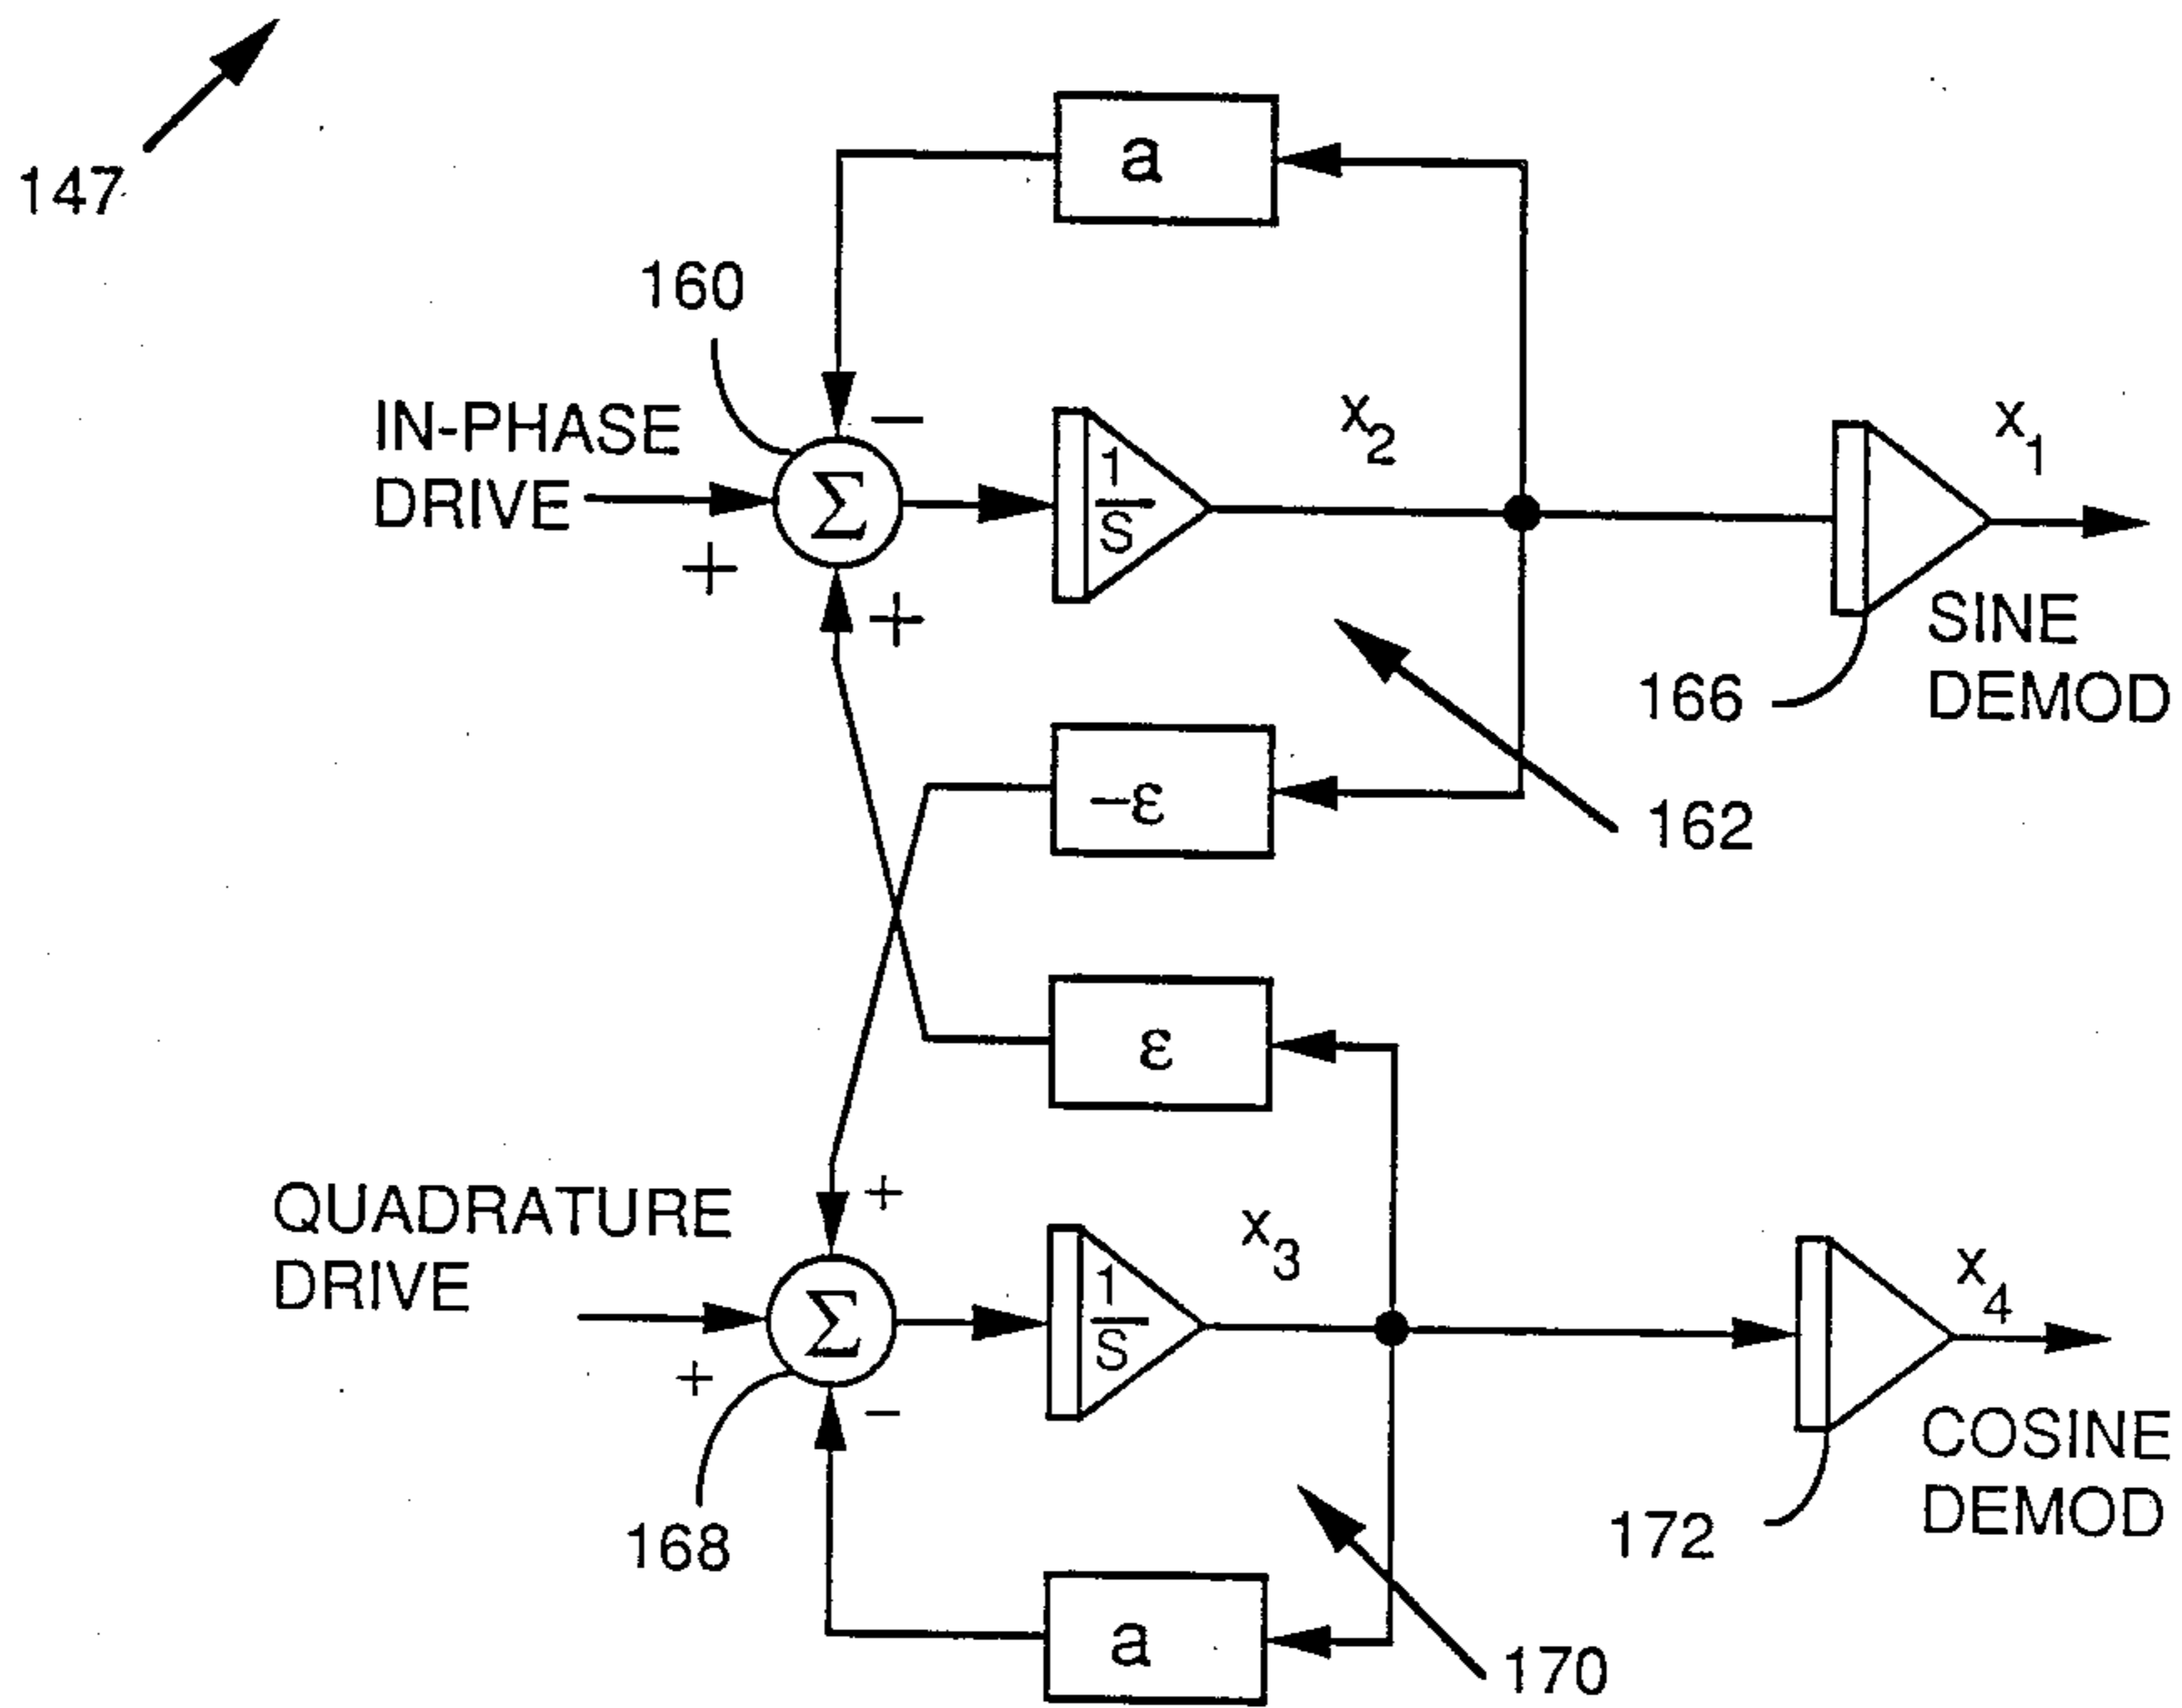 147
a
160
IN-PHASE
DRIVE
−
+
+
Σ
1
S
x2
x1
SINE
DEMOD
166
−ε
162
ε
QUADRATURE
DRIVE
+
+
−
Σ
1
S
x3
x4
COSINE
DEMOD
172
168
a
170